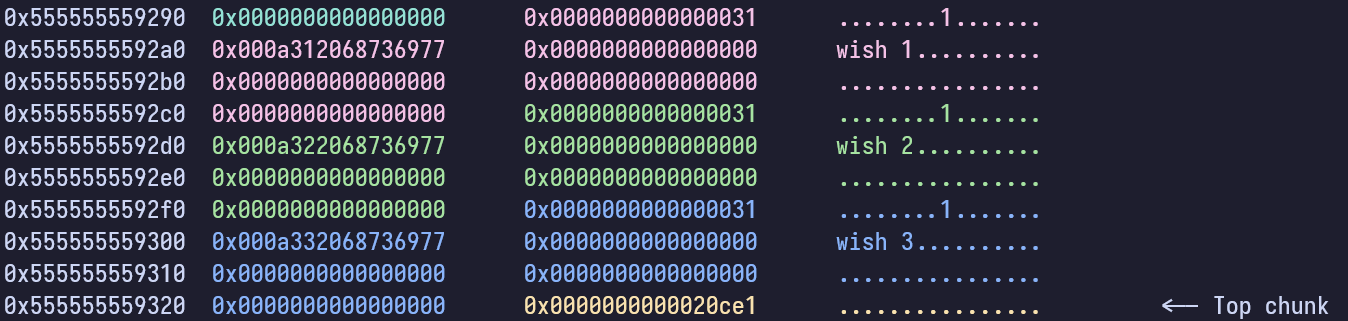 0x555555559290 0x0000000000000000 0x0000000000000031 ........1.......
0x5555555592a0 0x000a312068736977 0x0000000000000000 wish 1..........
0x5555555592b0 0x0000000000000000 0x0000000000000000 ................
0x5555555592c0 0x0000000000000000 0x0000000000000031 ........1.......
0x5555555592d0 0x000a322068736977 0x0000000000000000 wish 2..........
0x5555555592e0 0x0000000000000000 0x0000000000000000 ................
0x5555555592f0 0x0000000000000000 0x0000000000000031 ........1.......
0x555555559300 0x000a332068736977 0x0000000000000000 wish 3..........
0x555555559310 0x0000000000000000 0x0000000000000000 ................
0x555555559320 0x0000000000000000 0x0000000000020ce1 ................ <-- Top chunk